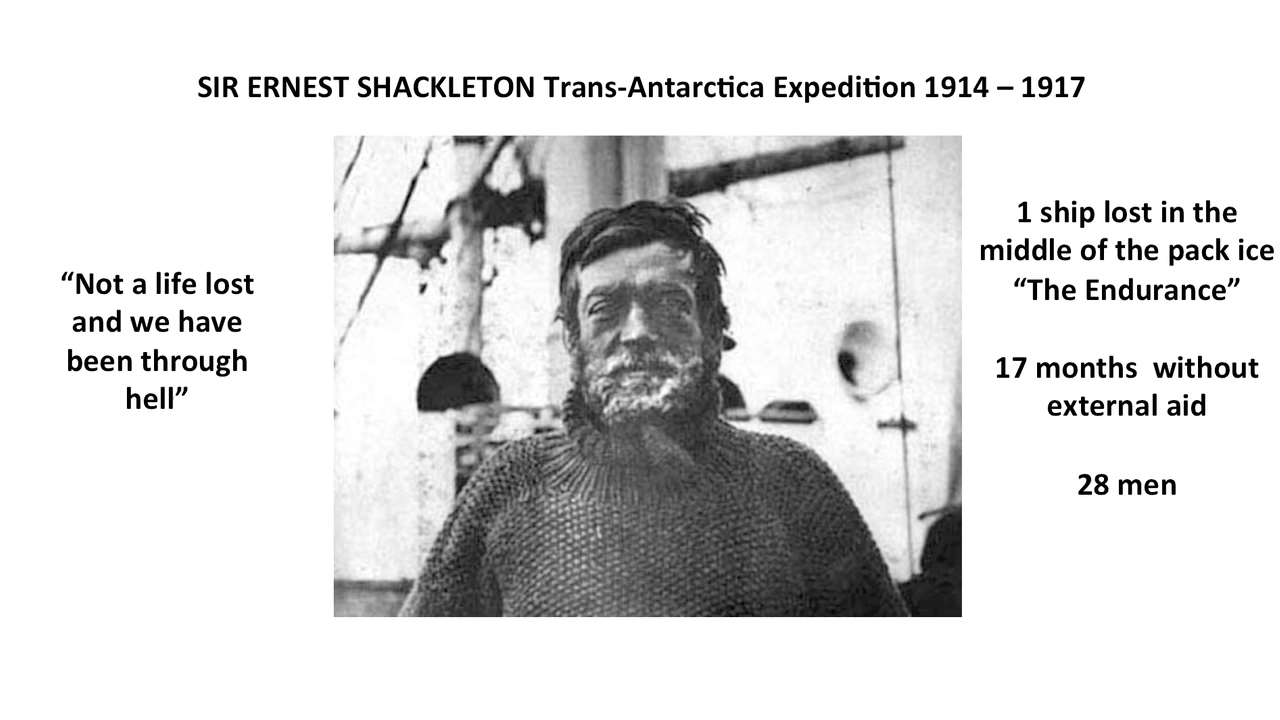 SIR ERNEST SHACKLETON Trans-Antarctica Expedition 1914 – 1917
“Not a life lost
and we have
been through
hell”
1 ship lost in the
middle of the pack ice
“The Endurance”
17 months  without
external aid
28 men